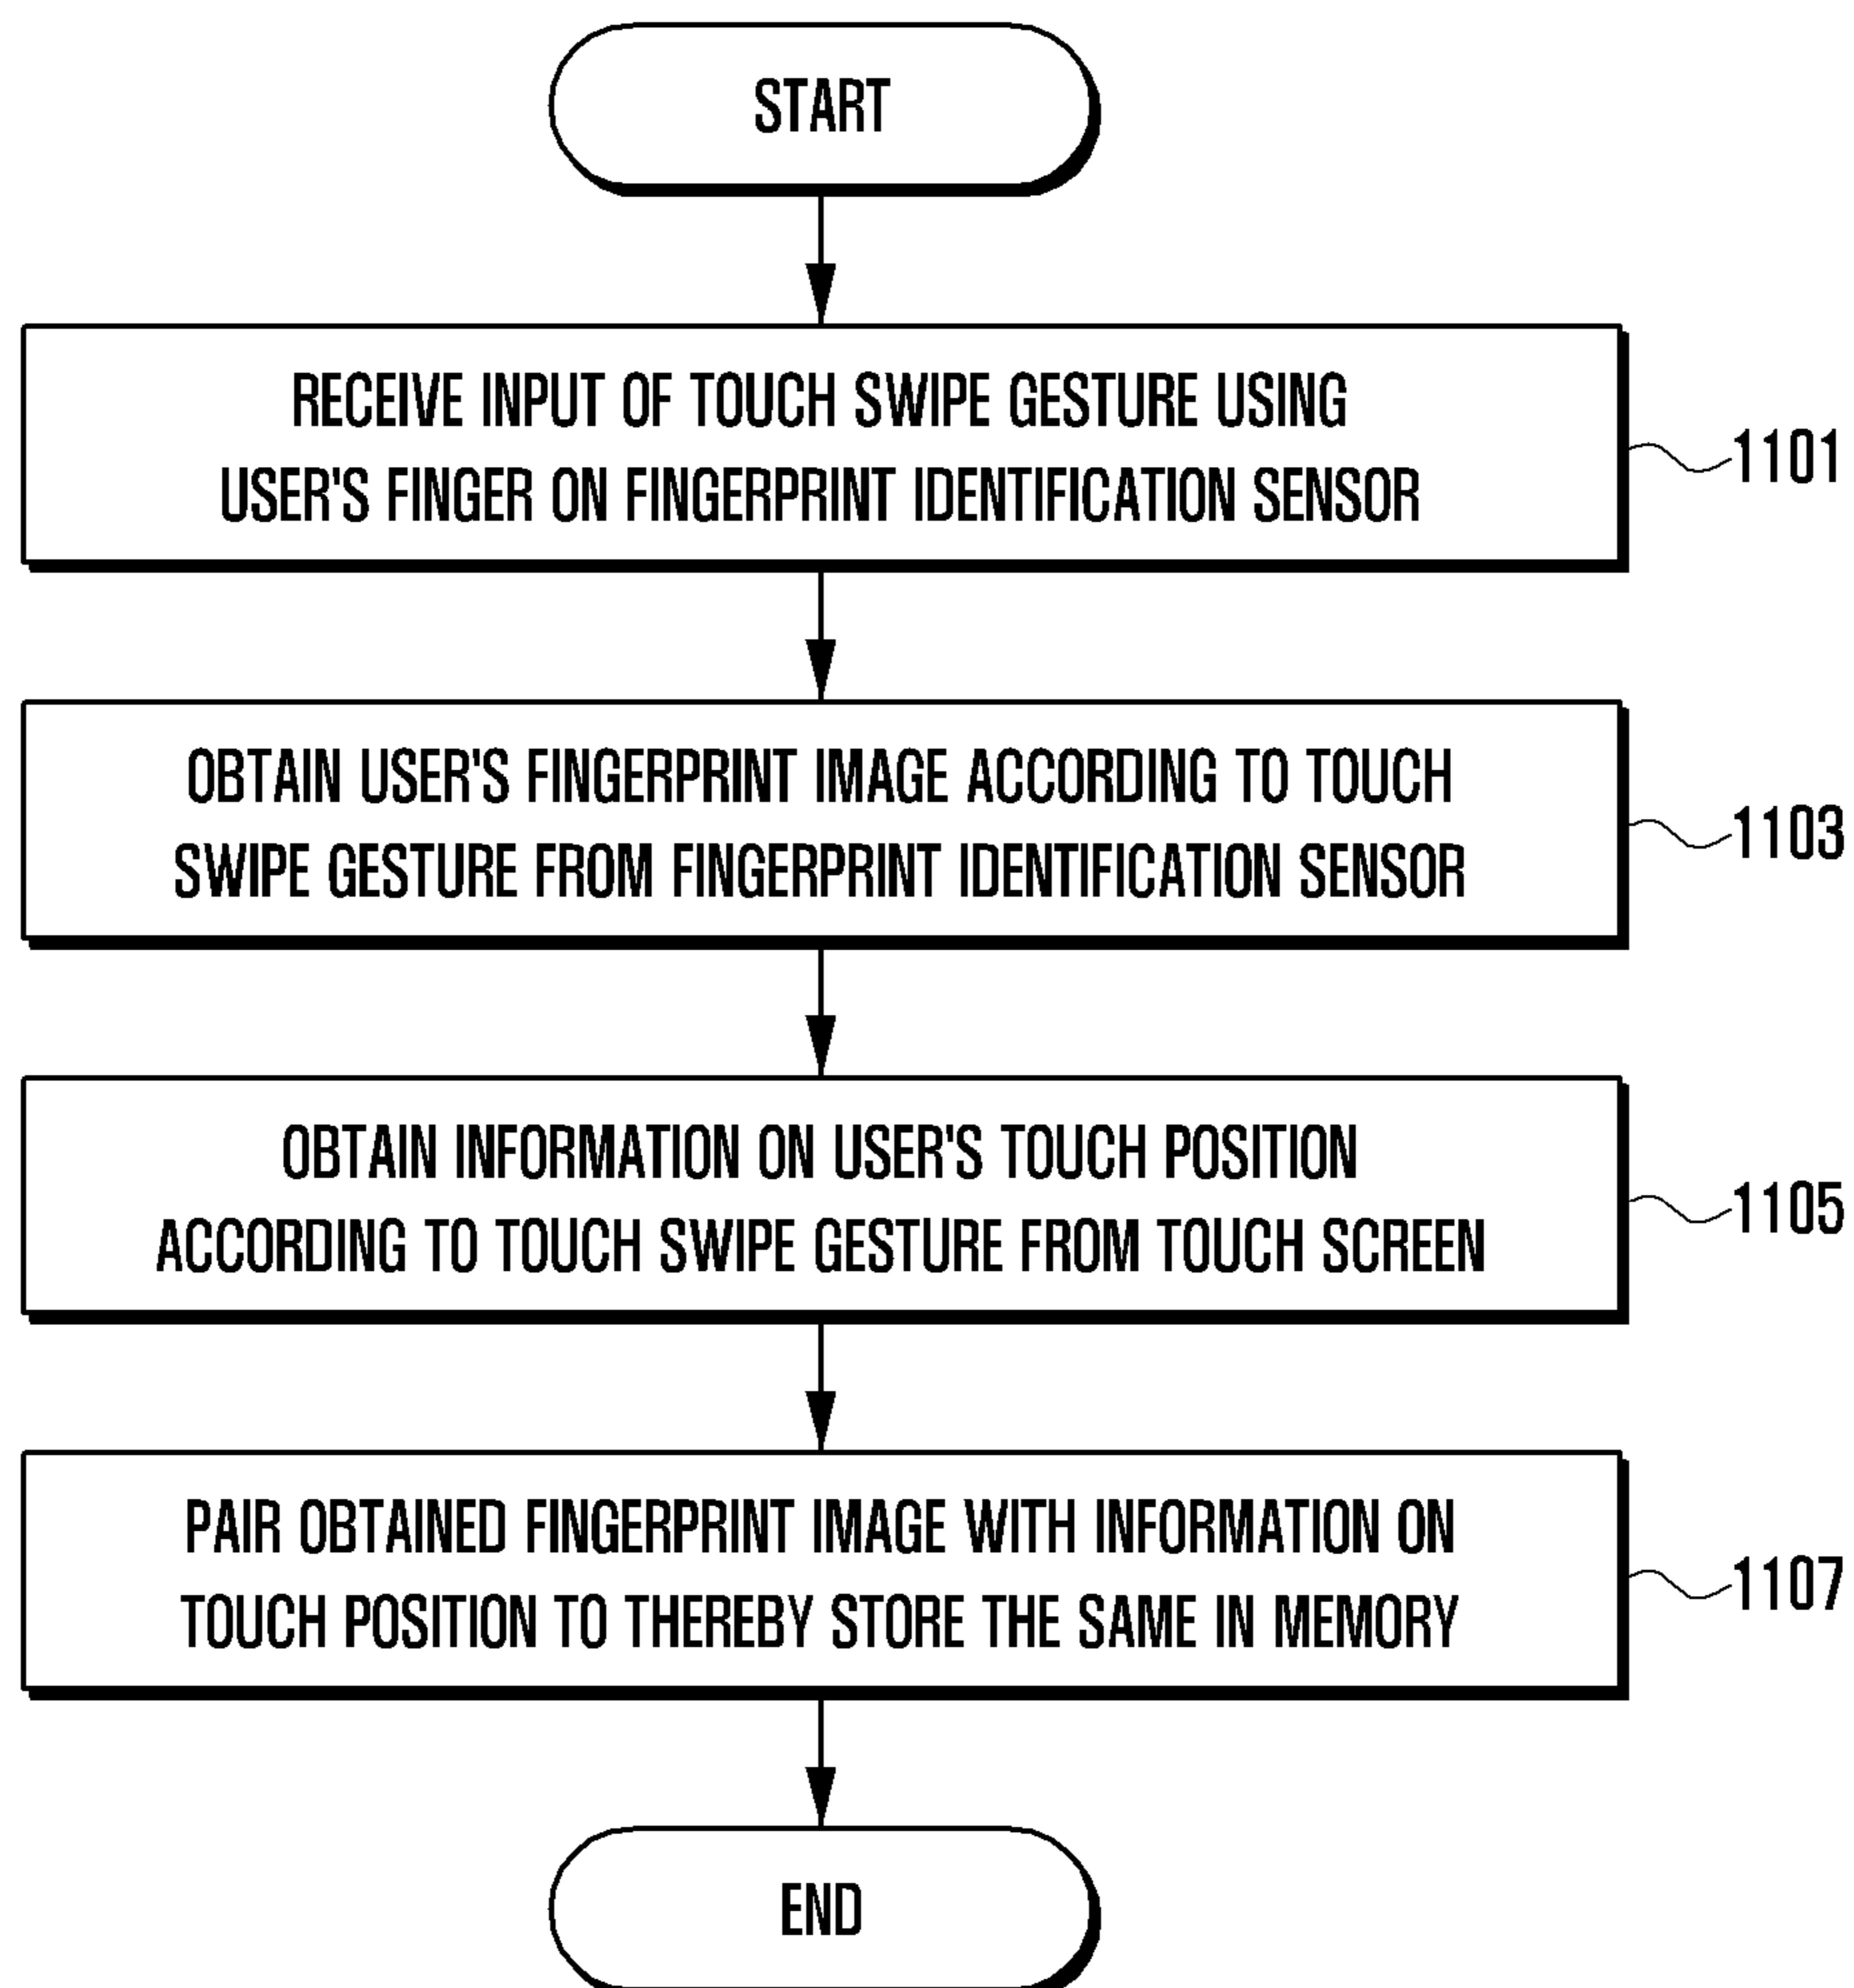 START
RECEIVE INPUT OF TOUCH SWIPE GESTURE USING
USER'S FINGER ON FINGERPRINT IDENTIFICATION SENSOR
1101
OBTAIN USER'S FINGERPRINT IMAGE ACCORDING TO TOUCH
SWIPE GESTURE FROM FINGERPRINT IDENTIFICATION SENSOR
1103
OBTAIN INFORMATION ON USER'S TOUCH POSITION
ACCORDING TO TOUCH SWIPE GESTURE FROM TOUCH SCREEN
1105
PAIR OBTAINED FINGERPRINT IMAGE WITH INFORMATION ON
TOUCH POSITION TO THEREBY STORE THE SAME IN MEMORY
1107
END